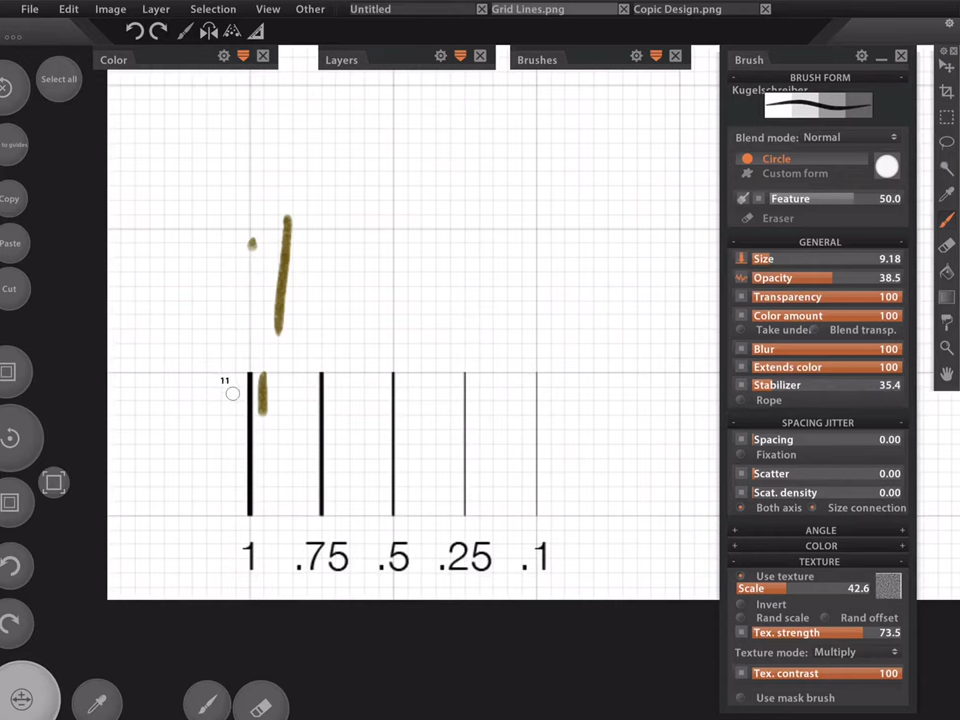 File Edit Image Layer Selection View Other Untitled Grid Lines.png Copic Design.png
Color Layers Brushes Brush
Select all
to guides
Copy
Paste
Cut
11
1 .75 .5 .25 .1
BRUSH FORM
Kugelschreiber
Blend mode: Normal
Circle
Custom form
Feature 50.0
Eraser
GENERAL
Size 9.18
Opacity 38.5
Transparency 100
Color amount 100
Take under Blend transp.
Blur 100
Extends color 100
Stabilizer 35.4
Rope
SPACING JITTER
Spacing 0.00
Fixation
Scatter 0.00
Scat. density 0.00
Both axis Size connection
+ ANGLE +
+ COLOR +
TEXTURE
Use texture
Scale 42.6
Invert
Rand scale Rand offset
Tex. strength 73.5
Texture mode: Multiply
Tex. contrast 100
Use mask brush